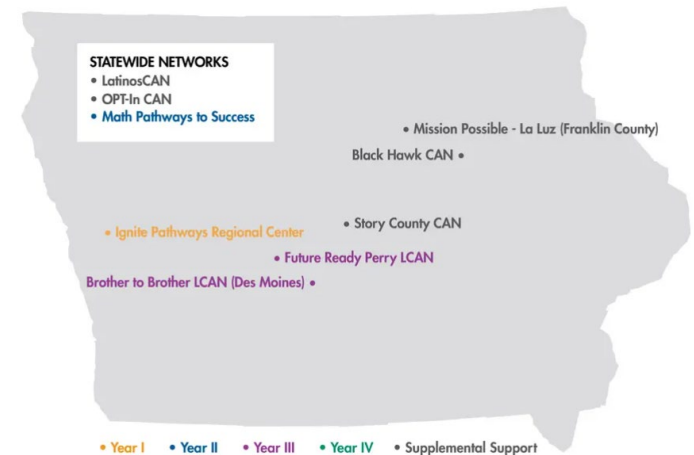 STATEWIDE NETWORKS
• LatinosCAN
• OPT-In CAN
• Math Pathways to Success
• Mission Possible - La Luz (Franklin County)
Black Hawk CAN •
• Story County CAN
• Ignite Pathways Regional Center
• Future Ready Perry LCAN
Brother to Brother LCAN (Des Moines) •
• Year I • Year II • Year III • Year IV • Supplemental Support